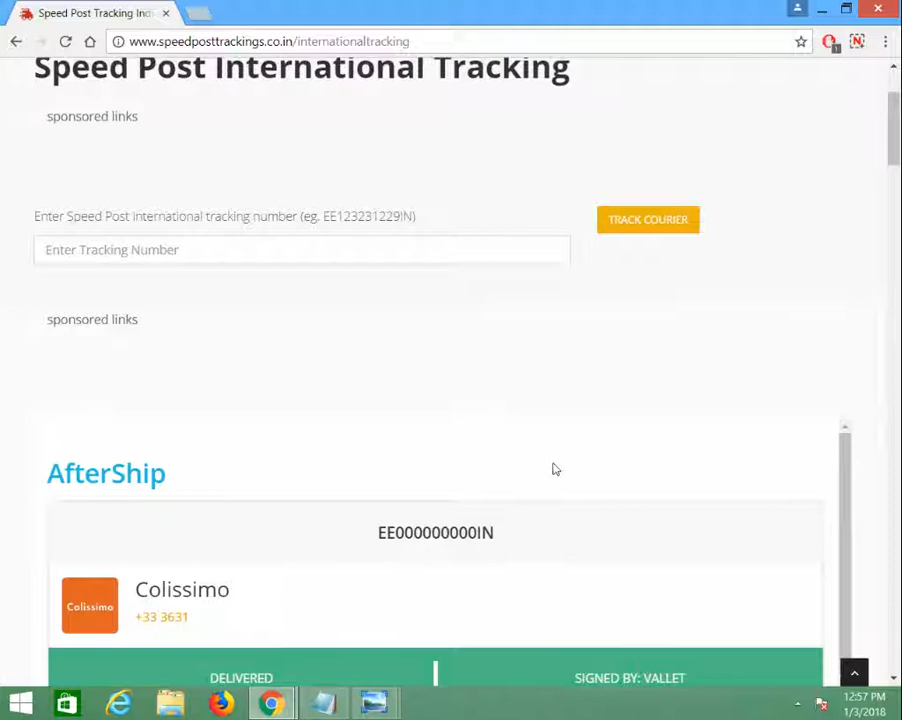 Speed Post Tracking Indi
www.speedposttrackings.co.in/internationaltracking
1
Speed Post International Tracking
sponsored links
Enter Speed Post international tracking number (eg. EE123231229IN)
TRACK COURIER
Enter Tracking Number
sponsored links
AfterShip
EE000000000IN
Colissimo
Colissimo
+33 3631
DELIVERED
SIGNED BY: VALLET
12:57 PM
1/3/2018